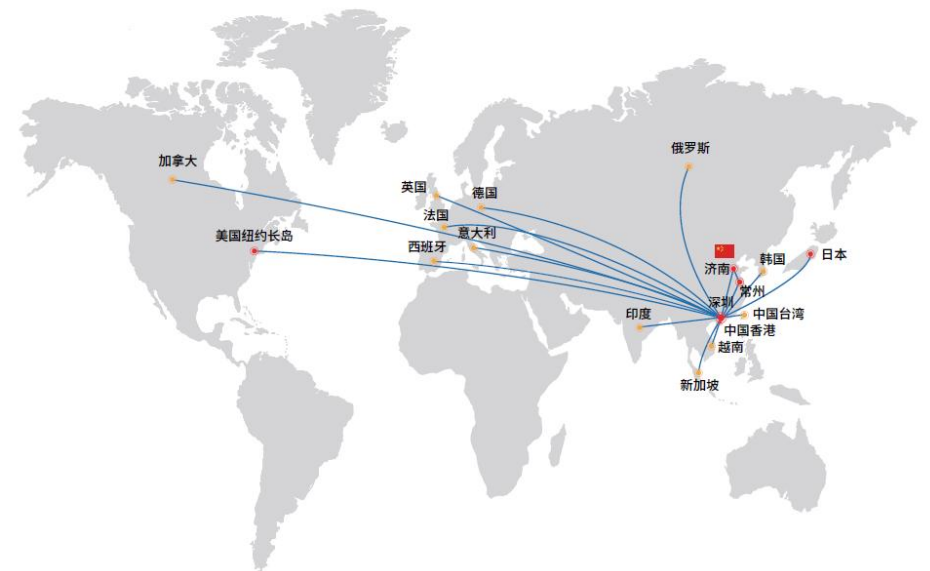 俄罗斯
加拿大
英国
德国
法国
美国纽约长岛
意大利
西班牙
韩国
日本
济南
常州
深圳
印度
中国台湾
中国香港
越南
新加坡